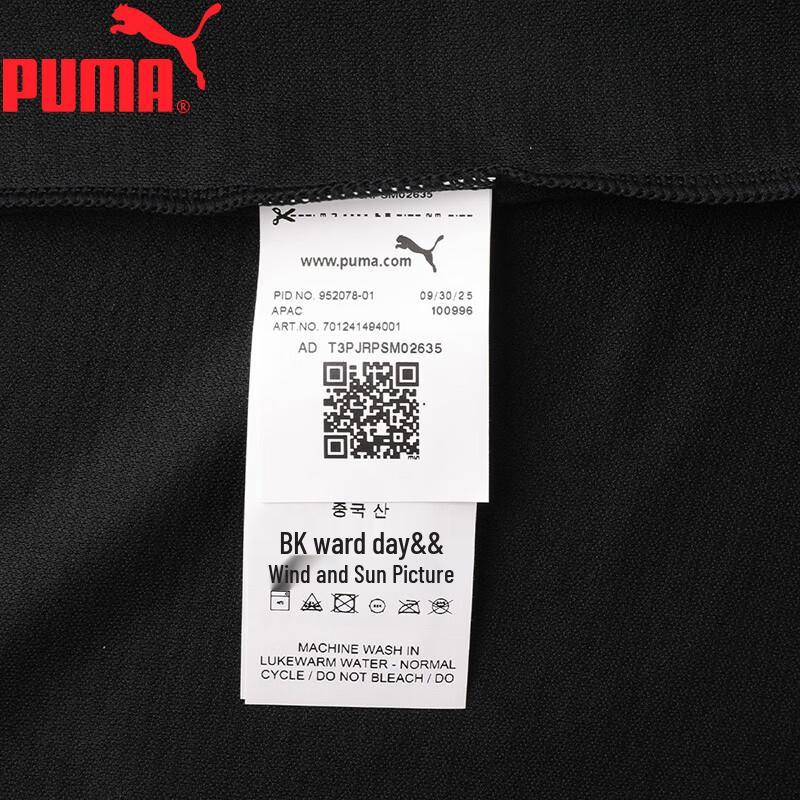 PUMA®
www.puma.com
PID NO. 952078-01 09/30/25
APAC 100996
ART.NO. 701241494001
AD T3PJRPSM02635
중국 산
BK ward day&&
Wind and Sun Picture
MACHINE WASH IN
LUKEWARM WATER - NORMAL
CYCLE / DO NOT BLEACH / DO